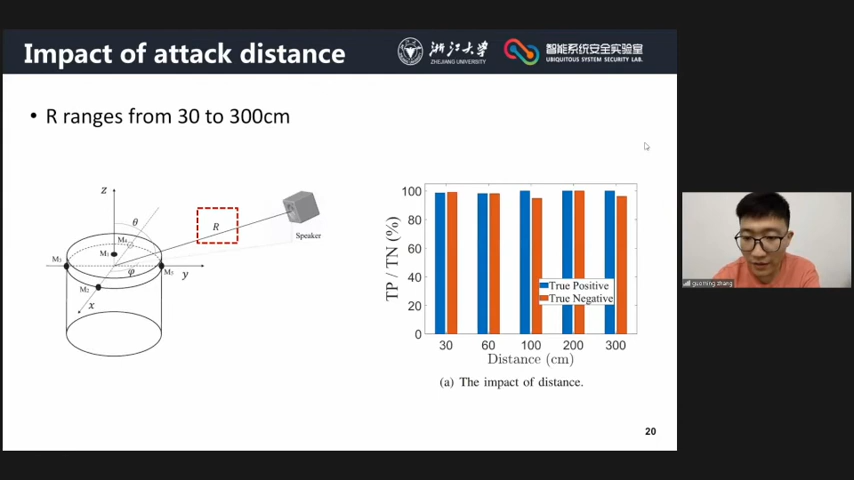 Impact of attack distance
浙江大学
ZHEJIANG UNIVERSITY
智能系统安全实验室
UBIQUITOUS SYSTEM SECURITY LAB.
• R ranges from 30 to 300cm
z
θ
R
Speaker
M₄
M₁
M₃
M₅
φ
y
M₂
x
TP / TN (%)
100
80
60
40
20
0
True Positive
True Negative
30 60 100 200 300
Distance (cm)
(a) The impact of distance.
20
guoming zhang